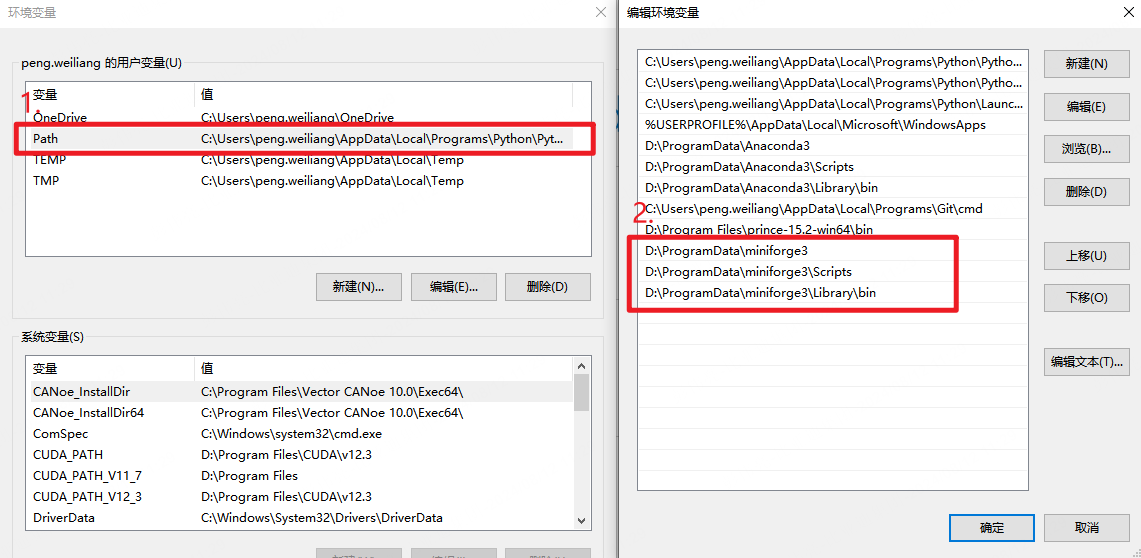 环境变量
peng.weiliang 的用户变量(U)
变量 值
1.
OneDrive C:\Users\peng.weiliang\OneDrive
Path C:\Users\peng.weiliang\AppData\Local\Programs\Python\Pyt...
TEMP C:\Users\peng.weiliang\AppData\Local\Temp
TMP C:\Users\peng.weiliang\AppData\Local\Temp
新建(N)... 编辑(E)... 删除(D)
系统变量(S)
变量 值
CANoe_InstallDir C:\Program Files\Vector CANoe 10.0\Exec64\
CANoe_InstallDir64 C:\Program Files\Vector CANoe 10.0\Exec64\
ComSpec C:\Windows\system32\cmd.exe
CUDA_PATH D:\Program Files\CUDA\v12.3
CUDA_PATH_V11_7 D:\Program Files
CUDA_PATH_V12_3 D:\Program Files\CUDA\v12.3
DriverData C:\Windows\System32\Drivers\DriverData
编辑环境变量
C:\Users\peng.weiliang\AppData\Local\Programs\Python\Pytho...
C:\Users\peng.weiliang\AppData\Local\Programs\Python\Pytho...
C:\Users\peng.weiliang\AppData\Local\Programs\Python\Launc...
%USERPROFILE%\AppData\Local\Microsoft\WindowsApps
D:\ProgramData\Anaconda3
D:\ProgramData\Anaconda3\Scripts
D:\ProgramData\Anaconda3\Library\bin
2.
C:\Users\peng.weiliang\AppData\Local\Programs\Git\cmd
D:\Program Files\prince-15.2-win64\bin
D:\ProgramData\miniforge3
D:\ProgramData\miniforge3\Scripts
D:\ProgramData\miniforge3\Library\bin
新建(N)
编辑(E)
浏览(B)...
删除(D)
上移(U)
下移(O)
编辑文本(T)...
确定 取消